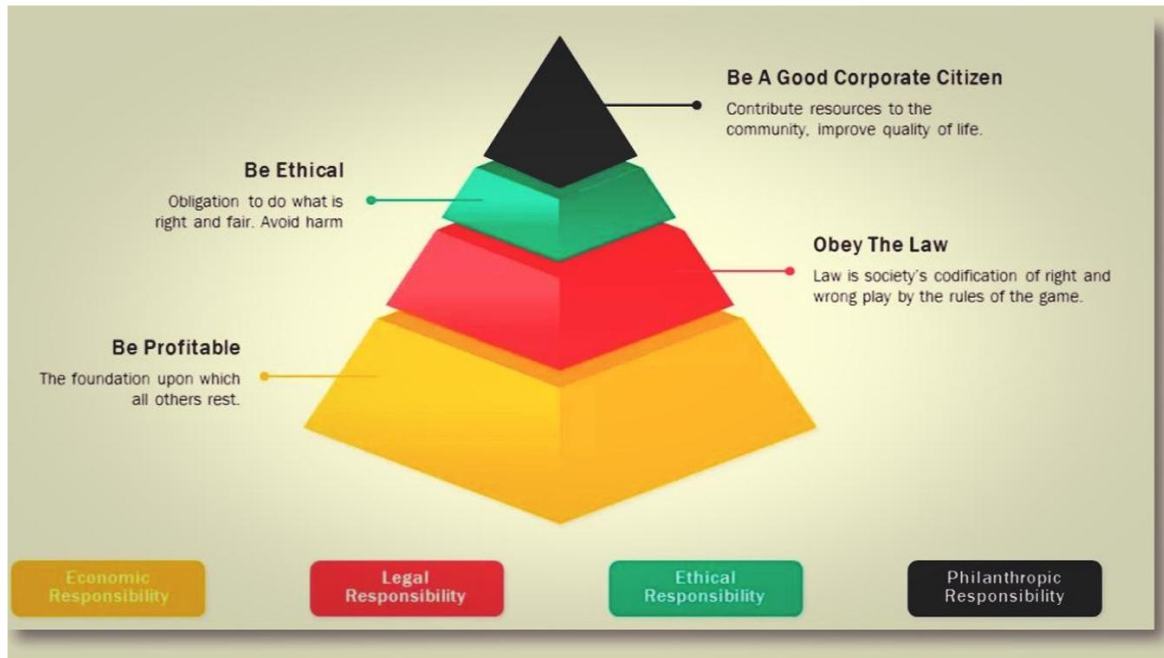 Be A Good Corporate Citizen
Contribute resources to the
community, improve quality of life.
Be Ethical
Obligation to do what is
right and fair. Avoid harm
Obey The Law
Law is society's codification of right and
wrong play by the rules of the game.
Be Profitable
The foundation upon which
all others rest.
Economic
Responsibility
Legal
Responsibility
Ethical
Responsibility
Philanthropic
Responsibility